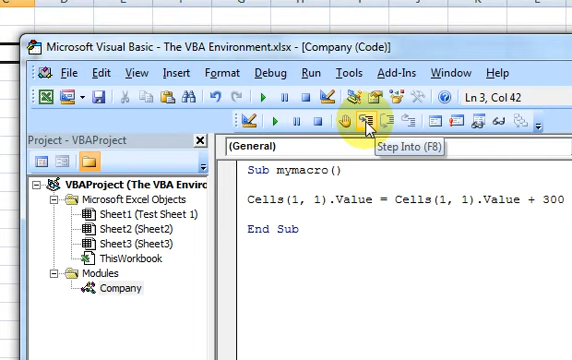 C D E F G H I J K L
Microsoft Visual Basic - The VBA Environment.xlsx - [Company (Code)]
File Edit View Insert Format Debug Run Tools Add-Ins Window Help
Ln 3, Col 42
Project - VBAProject
(General)
Step Into (F8)
VBAProject (The VBA Enviror
Microsoft Excel Objects
Sheet1 (Test Sheet 1)
Sheet2 (Sheet2)
Sheet3 (Sheet3)
ThisWorkbook
Modules
Company
Sub mymacro()
Cells(1, 1).Value = Cells(1, 1).Value + 300
End Sub